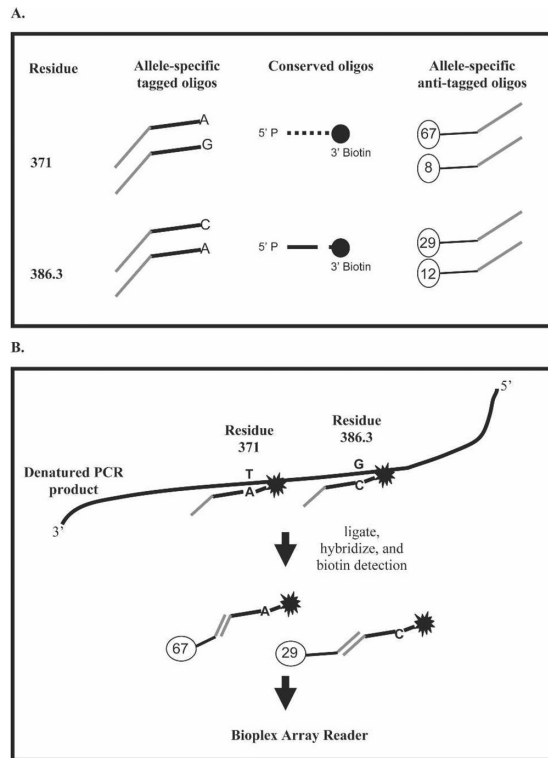 A.
Residue
Allele-specific
tagged oligos
Conserved oligos
Allele-specific
anti-tagged oligos
371
A
G
5' P
3' Biotin
67
8
386.3
C
A
5' P
3' Biotin
29
12
B.
5'
Residue
371
Residue
386.3
Denatured PCR
product
T
G
A
C
3'
ligate,
hybridize, and
biotin detection
A
67
C
29
Bioplex Array Reader